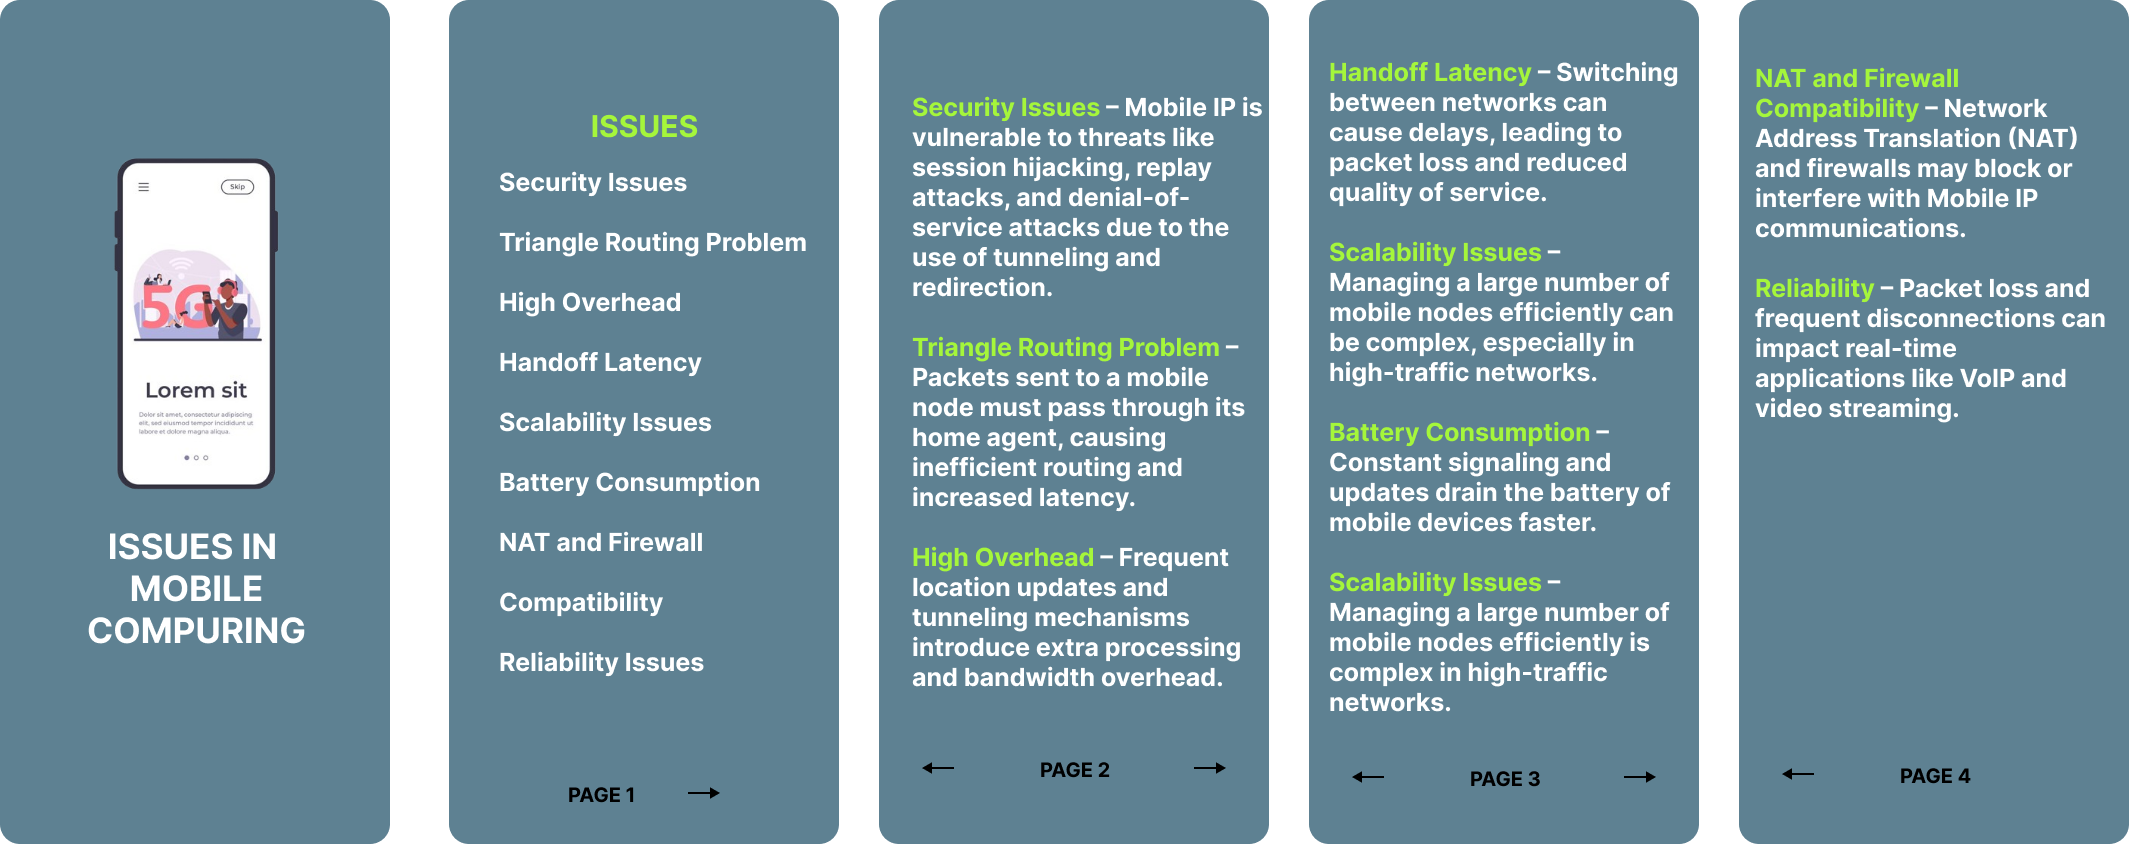 Skip
5G
Lorem sit
Dolor sit amet, consectetur adipiscing
elit, sed eiusmod tempor incididunt ut
labore et dolore magna aliqua.
ISSUES IN
MOBILE
COMPURING
ISSUES
Security Issues
Triangle Routing Problem
High Overhead
Handoff Latency
Scalability Issues
Battery Consumption
NAT and Firewall
Compatibility
Reliability Issues
PAGE 1
Security Issues – Mobile IP is
vulnerable to threats like
session hijacking, replay
attacks, and denial-of-
service attacks due to the
use of tunneling and
redirection.
Triangle Routing Problem –
Packets sent to a mobile
node must pass through its
home agent, causing
inefficient routing and
increased latency.
High Overhead – Frequent
location updates and
tunneling mechanisms
introduce extra processing
and bandwidth overhead.
PAGE 2
Handoff Latency – Switching
between networks can
cause delays, leading to
packet loss and reduced
quality of service.
Scalability Issues –
Managing a large number of
mobile nodes efficiently can
be complex, especially in
high-traffic networks.
Battery Consumption –
Constant signaling and
updates drain the battery of
mobile devices faster.
Scalability Issues –
Managing a large number of
mobile nodes efficiently is
complex in high-traffic
networks.
PAGE 3
NAT and Firewall
Compatibility – Network
Address Translation (NAT)
and firewalls may block or
interfere with Mobile IP
communications.
Reliability – Packet loss and
frequent disconnections can
impact real-time
applications like VoIP and
video streaming.
PAGE 4